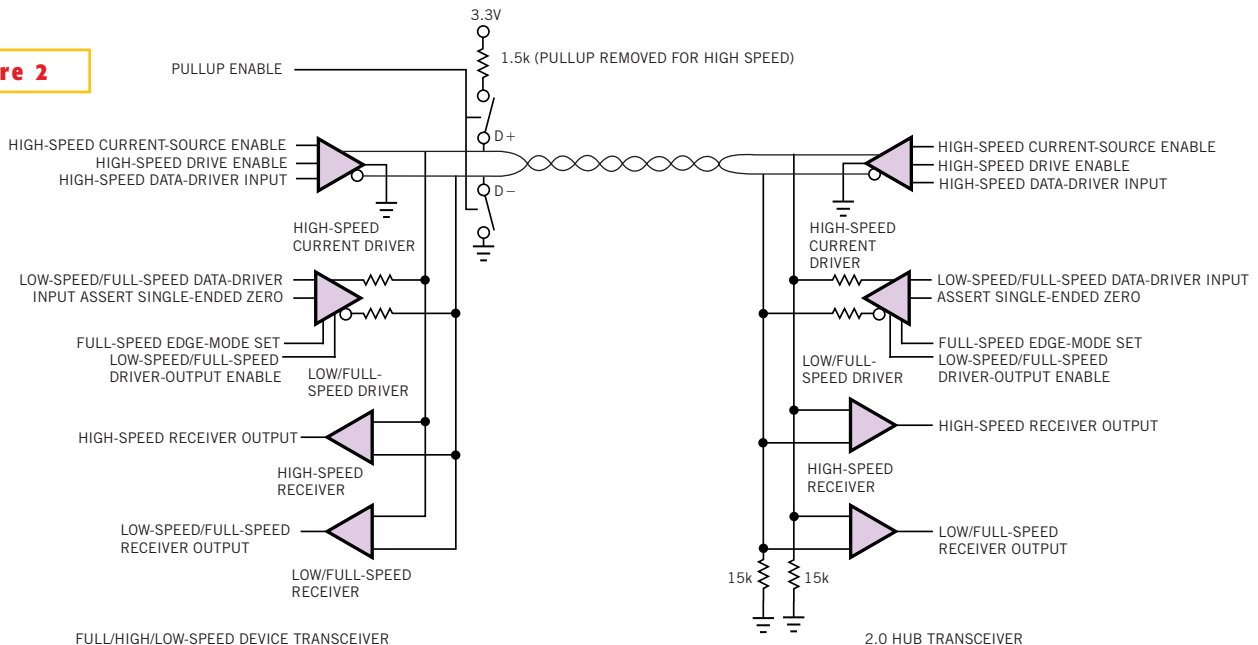 re 2
3.3V
1.5k (PULLUP REMOVED FOR HIGH SPEED)
PULLUP ENABLE
D+
HIGH-SPEED CURRENT-SOURCE ENABLE
HIGH-SPEED DRIVE ENABLE
HIGH-SPEED DATA-DRIVER INPUT
D−
HIGH-SPEED
CURRENT DRIVER
LOW-SPEED/FULL-SPEED DATA-DRIVER
INPUT ASSERT SINGLE-ENDED ZERO
FULL-SPEED EDGE-MODE SET
LOW-SPEED/FULL-SPEED
DRIVER-OUTPUT ENABLE
LOW/FULL-
SPEED DRIVER
HIGH-SPEED RECEIVER OUTPUT
HIGH-SPEED
RECEIVER
LOW-SPEED/FULL-SPEED
RECEIVER OUTPUT
LOW/FULL-SPEED
RECEIVER
FULL/HIGH/LOW-SPEED DEVICE TRANSCEIVER
HIGH-SPEED CURRENT-SOURCE ENABLE
HIGH-SPEED DRIVE ENABLE
HIGH-SPEED DATA-DRIVER INPUT
HIGH-SPEED
CURRENT
DRIVER
LOW-SPEED/FULL-SPEED DATA-DRIVER INPUT
ASSERT SINGLE-ENDED ZERO
FULL-SPEED EDGE-MODE SET
LOW-SPEED/FULL-SPEED
DRIVER-OUTPUT ENABLE
LOW/FULL-
SPEED DRIVER
HIGH-SPEED RECEIVER OUTPUT
HIGH-SPEED
RECEIVER
LOW/FULL-SPEED
RECEIVER OUTPUT
15k
15k
2.0 HUB TRANSCEIVER